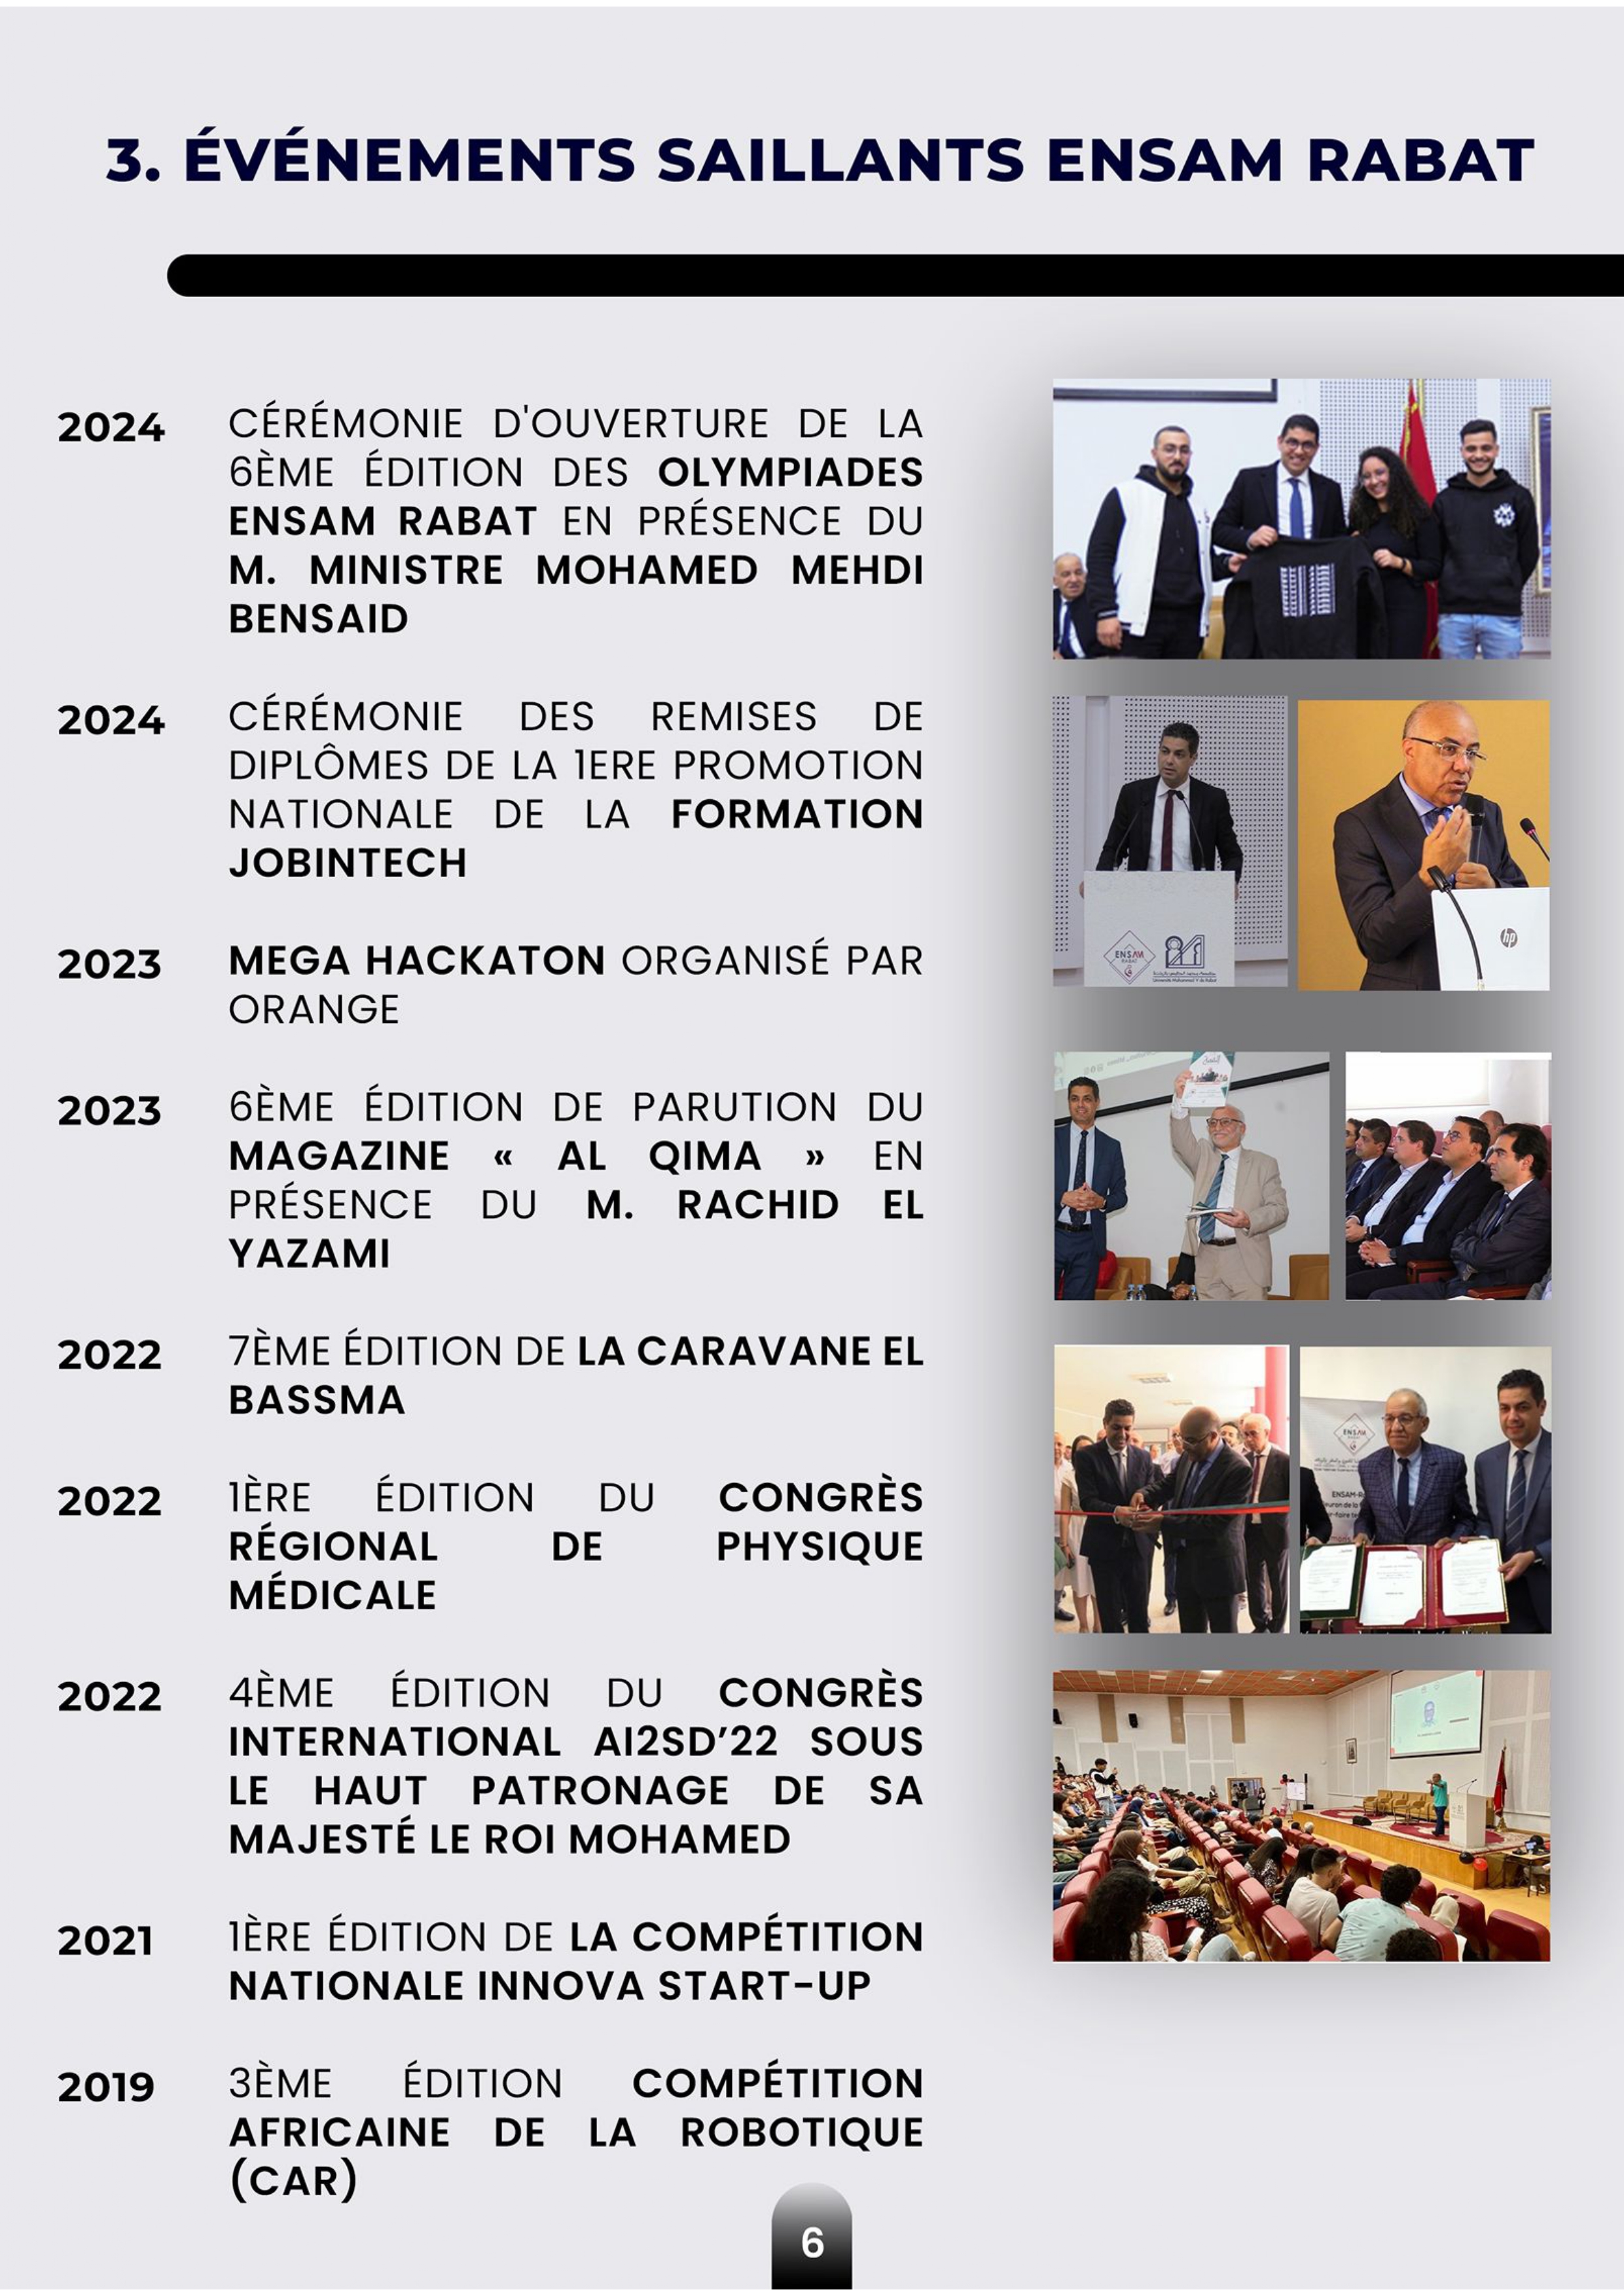 3. ÉVÉNEMENTS SAILLANTS ENSAM RABAT
2024
CÉRÉMONIE D'OUVERTURE DE LA
6ÈME ÉDITION DES OLYMPIADES
ENSAM RABAT EN PRÉSENCE DU
M. MINISTRE MOHAMED MEHDI
BENSAID
2024
CÉRÉMONIE DES REMISES DE
DIPLÔMES DE LA 1ERE PROMOTION
NATIONALE DE LA FORMATION
JOBINTECH
2023
MEGA HACKATON ORGANISÉ PAR
ORANGE
2023
6ÈME ÉDITION DE PARUTION DU
MAGAZINE « AL QIMA » EN
PRÉSENCE DU M. RACHID EL
YAZAMI
2022
7ÈME ÉDITION DE LA CARAVANE EL
BASSMA
2022
1ÈRE ÉDITION DU CONGRÈS
RÉGIONAL DE PHYSIQUE
MÉDICALE
2022
4ÈME ÉDITION DU CONGRÈS
INTERNATIONAL AI2SD’22 SOUS
LE HAUT PATRONAGE DE SA
MAJESTÉ LE ROI MOHAMED
2021
1ÈRE ÉDITION DE LA COMPÉTITION
NATIONALE INNOVA START-UP
2019
3ÈME ÉDITION COMPÉTITION
AFRICAINE DE LA ROBOTIQUE
(CAR)
ENSAM
RABAT
hp
ENSAM
RABAT
ENSAM-R
6